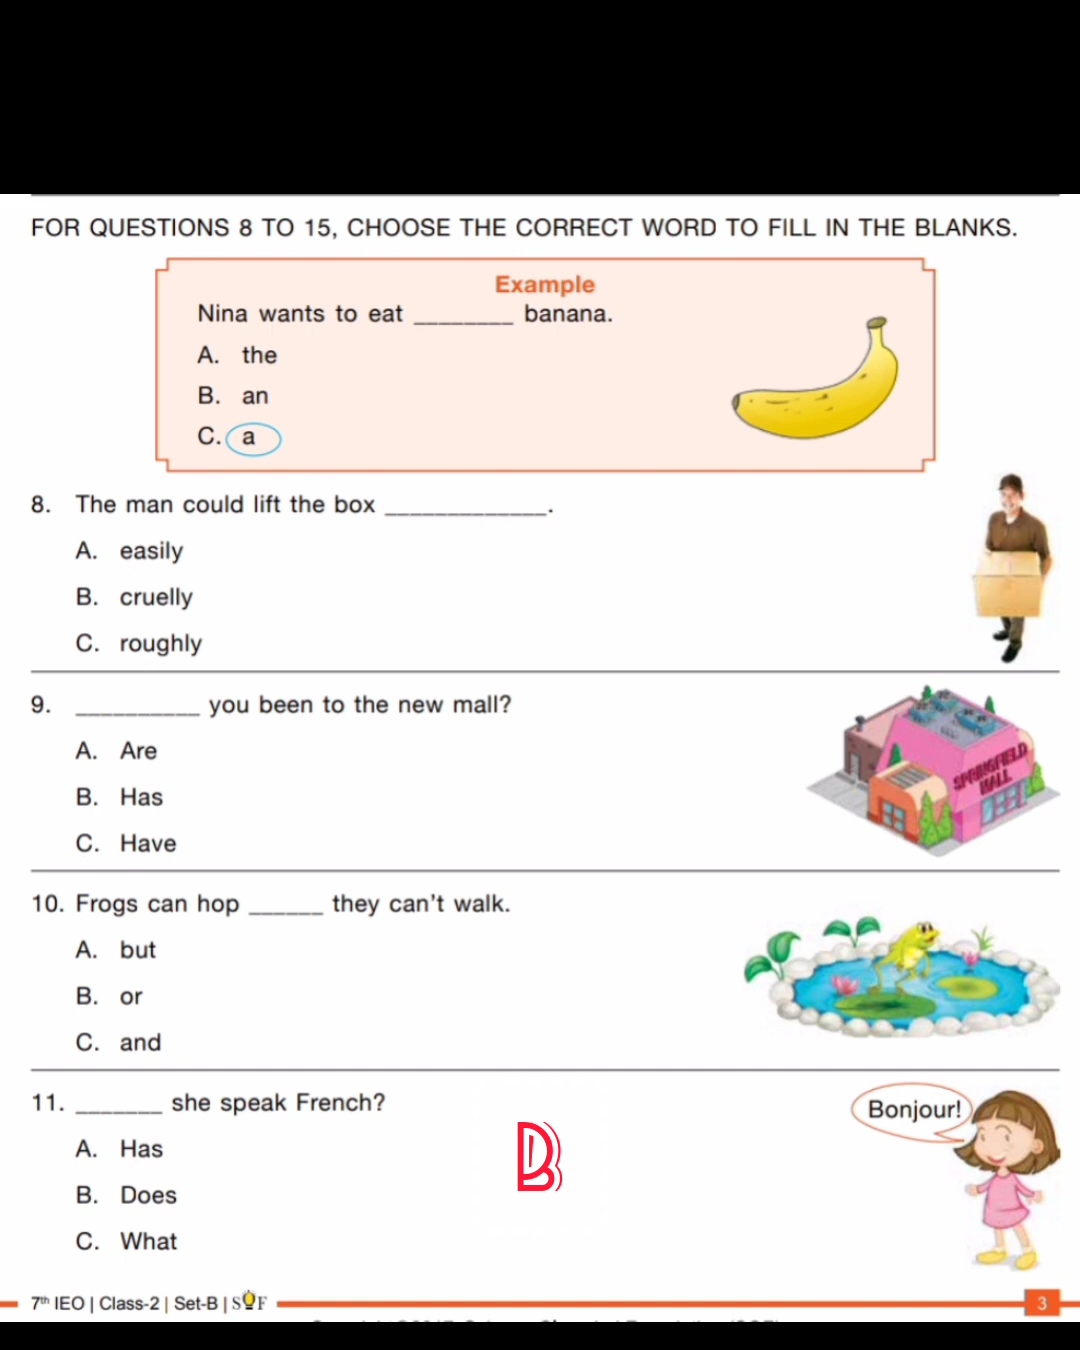 FOR QUESTIONS 8 TO 15, CHOOSE THE CORRECT WORD TO FILL IN THE BLANKS.
Example
Nina wants to eat ________ banana.
A. the
B. an
C. a
8. The man could lift the box _____________.
A. easily
B. cruelly
C. roughly
9. __________ you been to the new mall?
A. Are
B. Has
C. Have
SPRINGFIELD
MALL
10. Frogs can hop ______ they can't walk.
A. but
B. or
C. and
11. _______ she speak French?
Bonjour!
A. Has
B. Does
C. What
7th IEO | Class-2 | Set-B | SOF
3